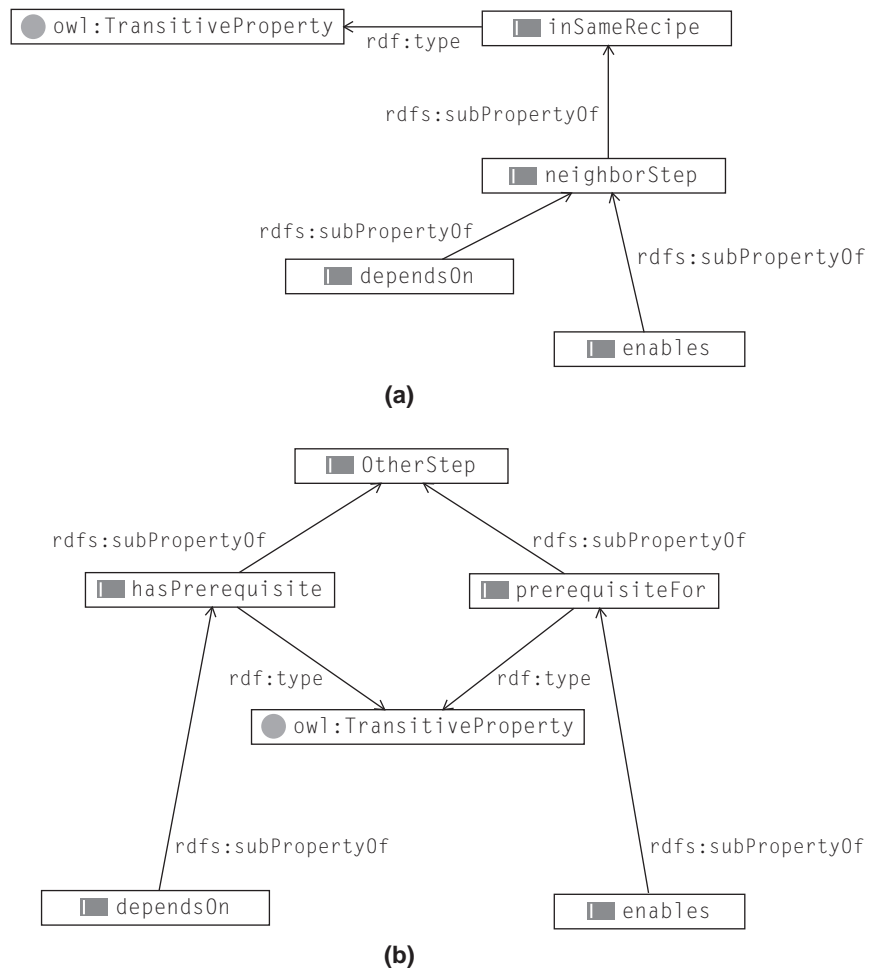 owl:TransitiveProperty
rdf:type
inSameRecipe
rdfs:subPropertyOf
neighborStep
rdfs:subPropertyOf
rdfs:subPropertyOf
dependsOn
enables
(a)
OtherStep
rdfs:subPropertyOf
rdfs:subPropertyOf
hasPrerequisite
prerequisiteFor
rdf:type
rdf:type
owl:TransitiveProperty
rdfs:subPropertyOf
rdfs:subPropertyOf
dependsOn
enables
(b)